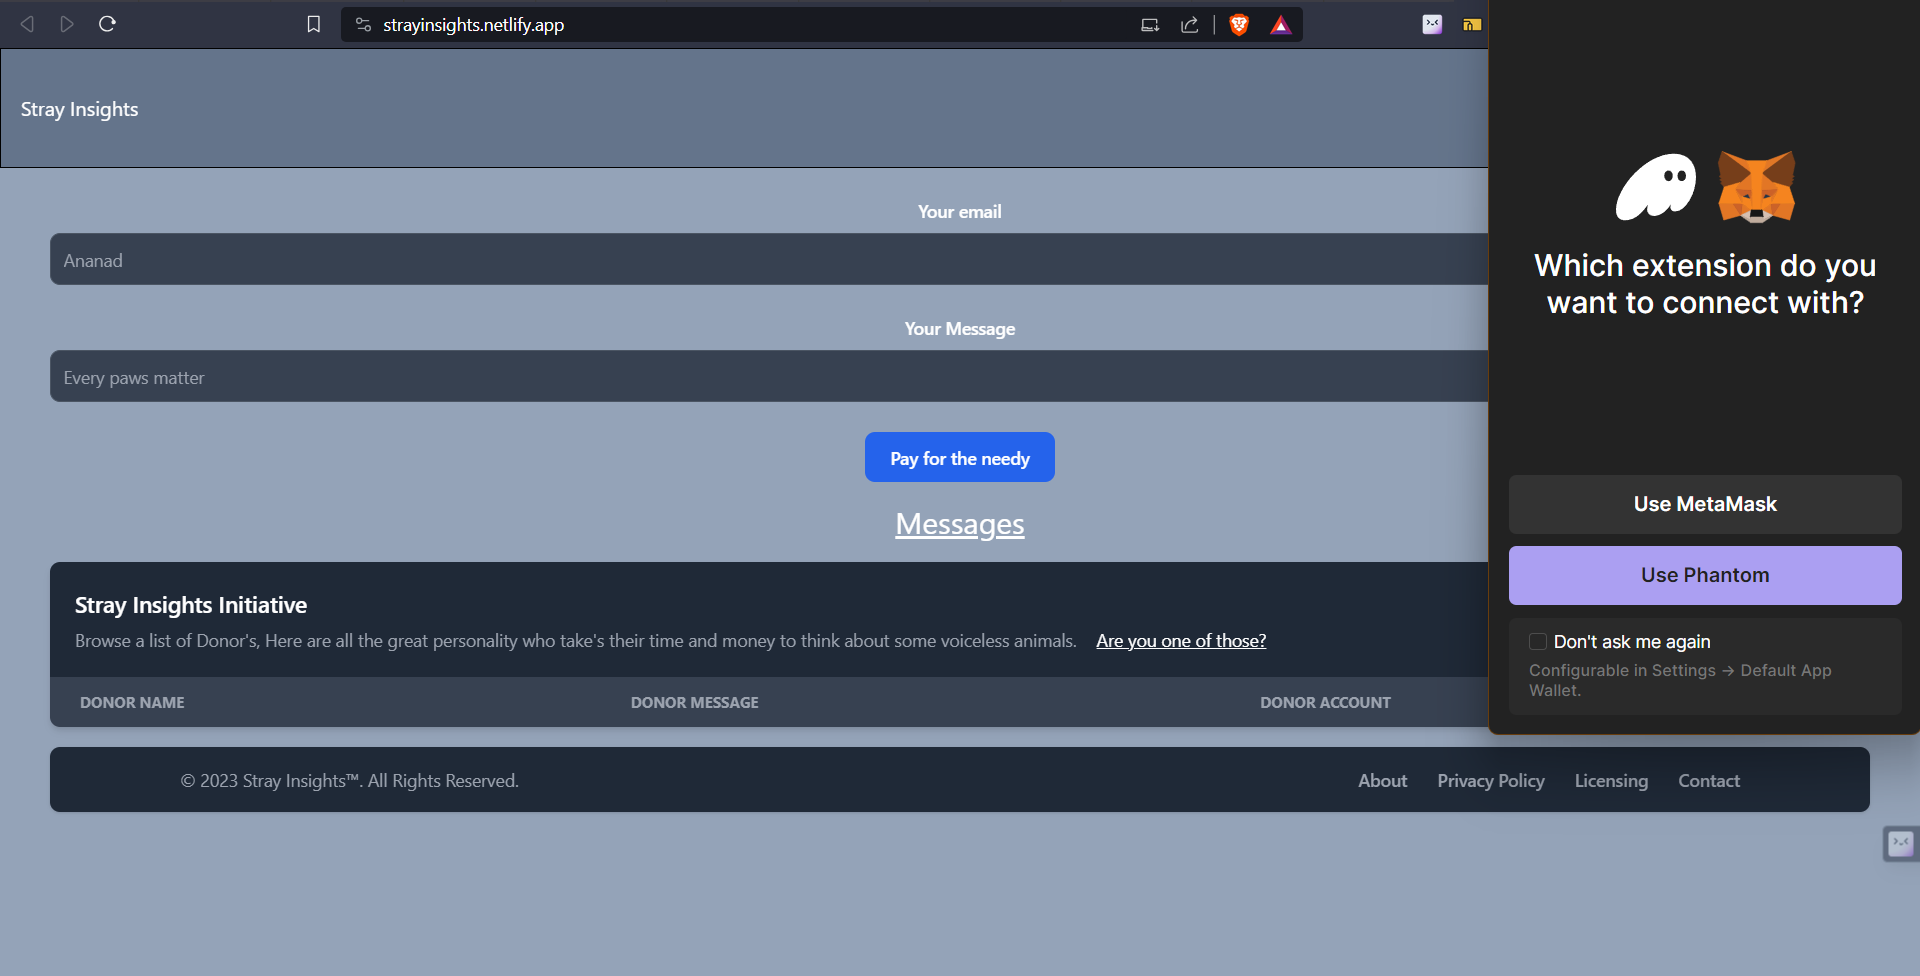 strayinsights.netlify.app
Stray Insights
Your email
Ananad
Your Message
Every paws matter
Pay for the needy
Messages
Stray Insights Initiative
Browse a list of Donor's, Here are all the great personality who take's their time and money to think about some voiceless animals. Are you one of those?
DONOR NAME DONOR MESSAGE DONOR ACCOUNT
© 2023 Stray Insights™. All Rights Reserved.
About Privacy Policy Licensing Contact
Which extension do you
want to connect with?
Use MetaMask
Use Phantom
Don't ask me again
Configurable in Settings → Default App
Wallet.